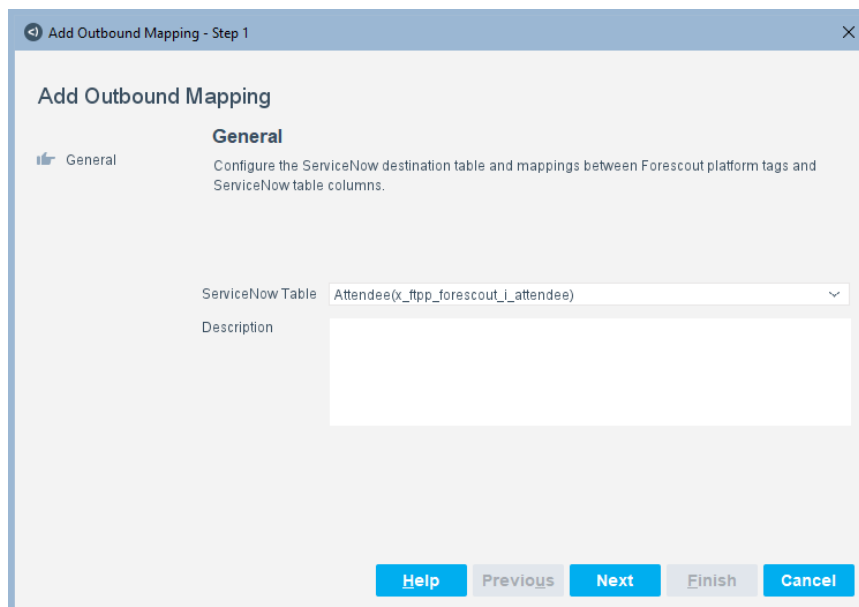 Add Outbound Mapping - Step 1
Add Outbound Mapping
General
General
Configure the ServiceNow destination table and mappings between Forescout platform tags and
ServiceNow table columns.
ServiceNow Table Attendee(x_ftpp_forescout_i_attendee)
Description
Help Previous Next Finish Cancel